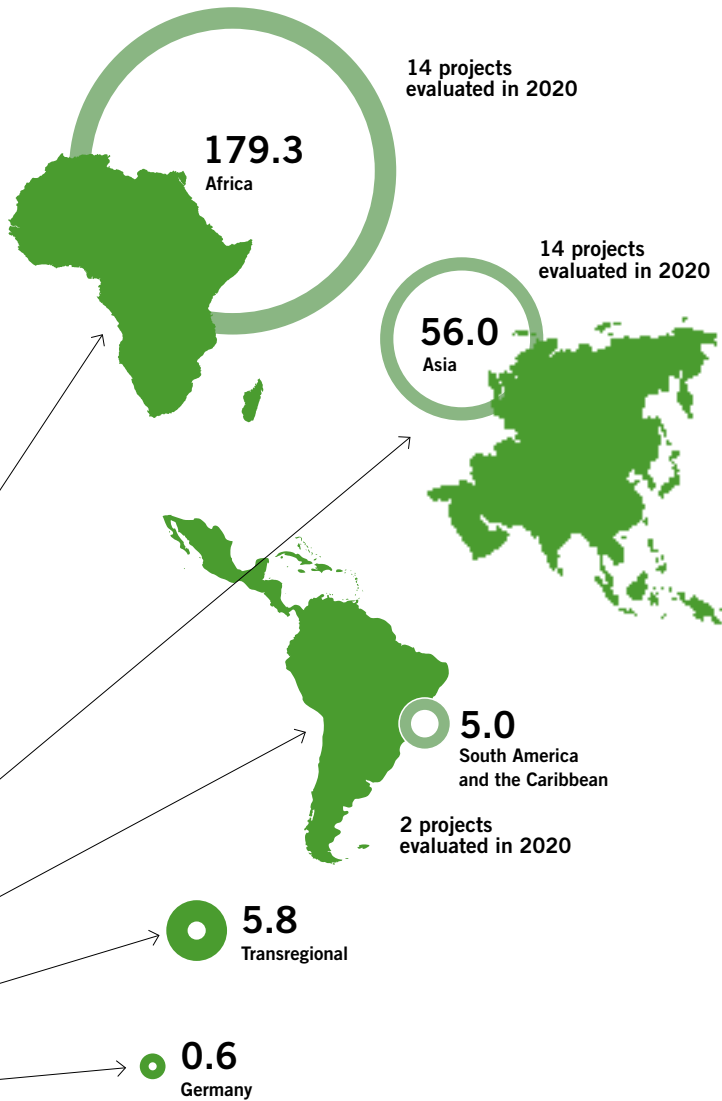 14 projects
evaluated in 2020
179.3
Africa
14 projects
evaluated in 2020
56.0
Asia
5.0
South America
and the Caribbean
2 projects
evaluated in 2020
5.8
Transregional
0.6
Germany